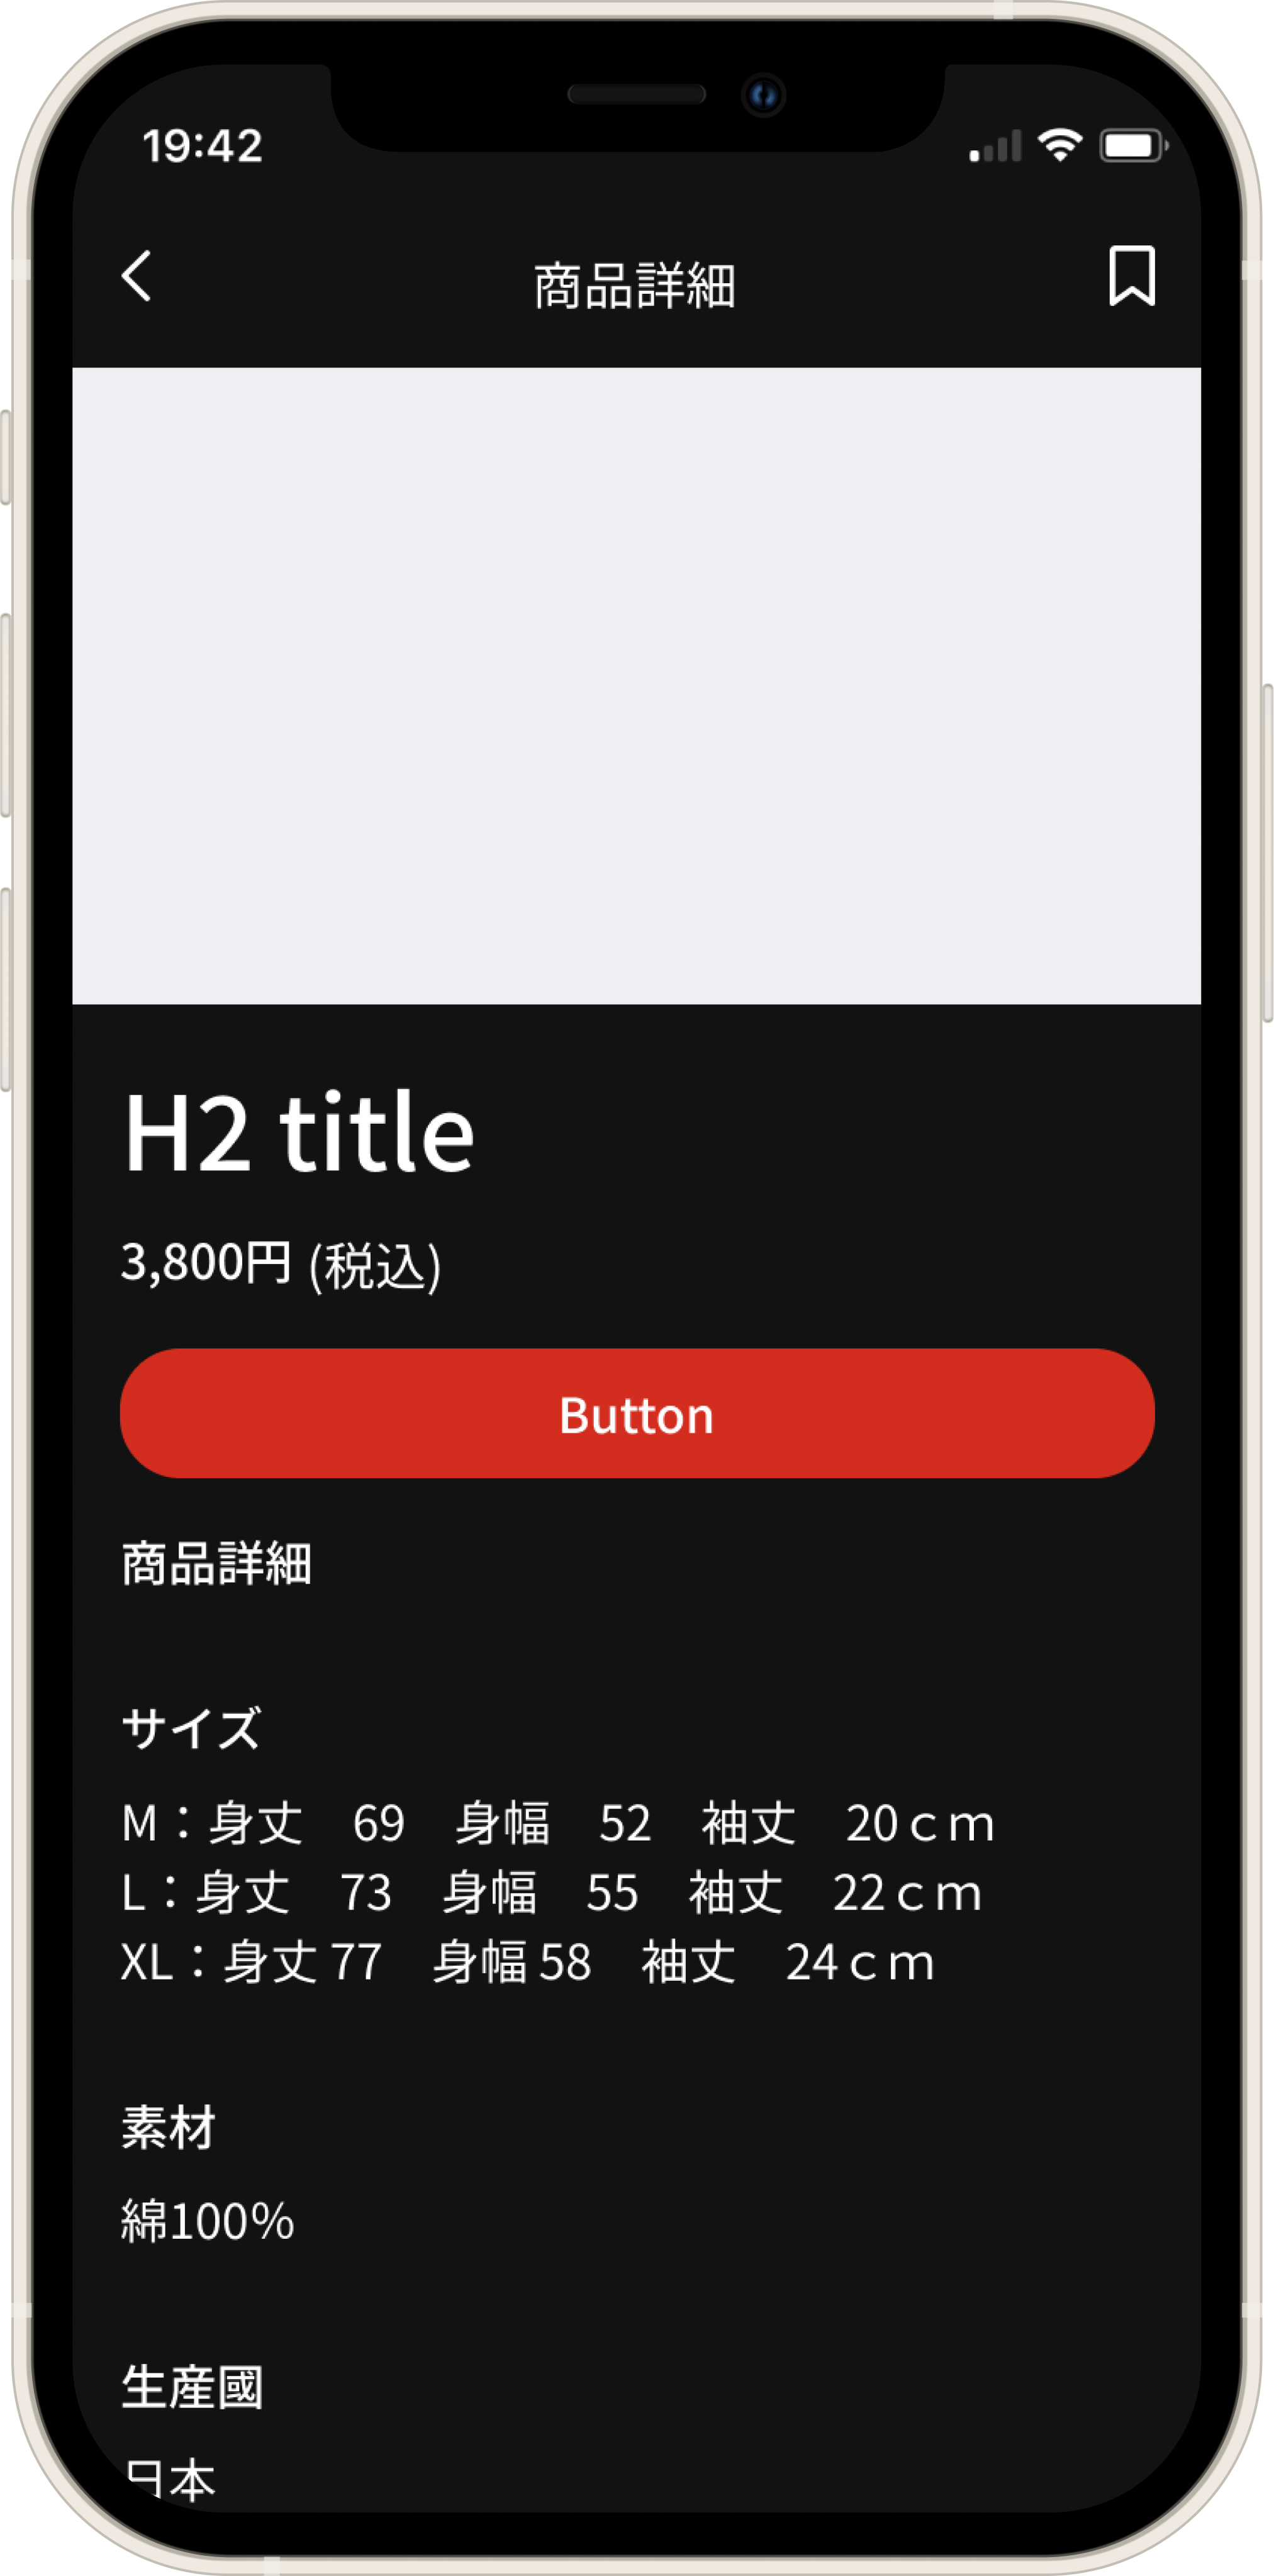 19:42
商品詳細
H2 title
3,800円 (税込)
Button
商品詳細
サイズ
M：身丈　69　身幅　52　袖丈　20ｃｍ
L：身丈　73　身幅　55　袖丈　22ｃｍ
XL：身丈 77　身幅 58　袖丈　24ｃｍ
素材
綿100%
生産國
日本